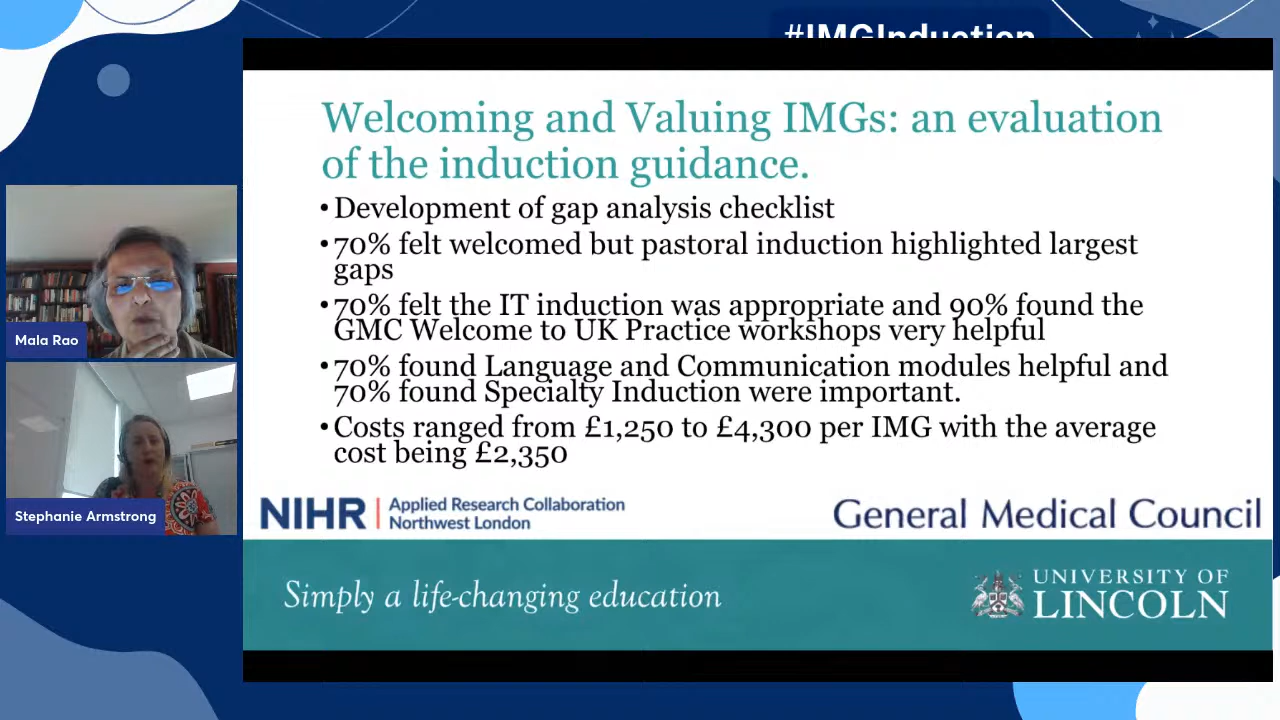 #IMGInduction
Welcoming and Valuing IMGs: an evaluation
of the induction guidance.
•Development of gap analysis checklist
•70% felt welcomed but pastoral induction highlighted largest
gaps
•70% felt the IT induction was appropriate and 90% found the
GMC Welcome to UK Practice workshops very helpful
•70% found Language and Communication modules helpful and
70% found Specialty Induction were important.
•Costs ranged from £1,250 to £4,300 per IMG with the average
cost being £2,350
Mala Rao
Stephanie Armstrong
NIHR | Applied Research Collaboration
Northwest London
General Medical Council
Simply a life-changing education
UNIVERSITY OF
LINCOLN